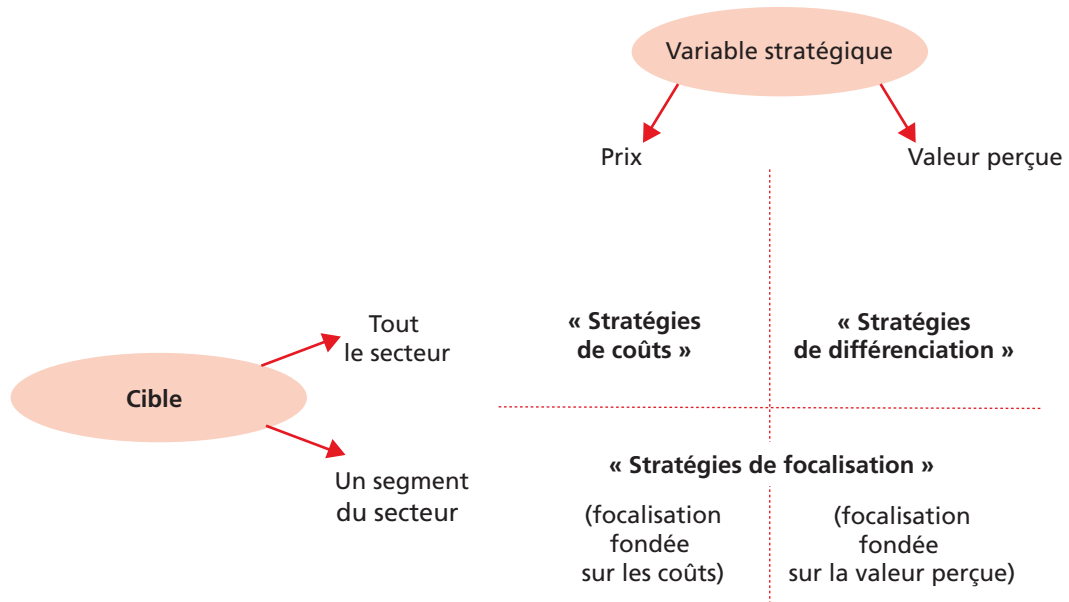 Variable stratégique
Prix
Valeur perçue
Tout
le secteur
« Stratégies
de coûts »
« Stratégies
de différenciation »
Cible
Un segment
du secteur
« Stratégies de focalisation »
(focalisation
fondée
sur les coûts)
(focalisation
fondée
sur la valeur perçue)